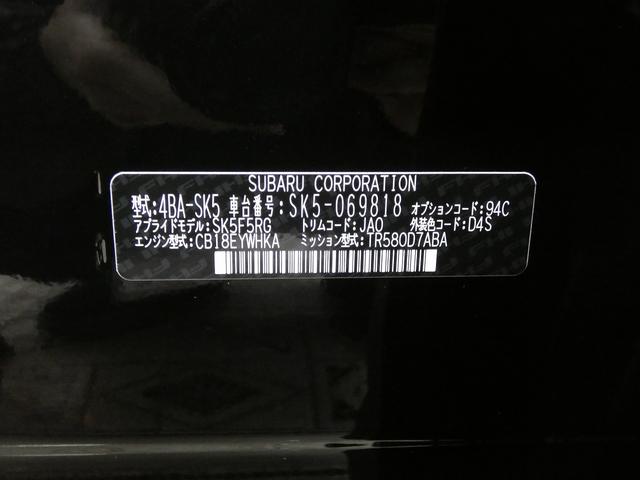 SUBARU CORPORATION
型式:4BA-SK5 車台番号:SK5-069818 オプションコード:94C
アプライドモデル:SK5F5RG トリムコード:JAO 外装色コード:D4S
エンジン型式:CB18EYWHKA ミッション型式:TR580D7ABA